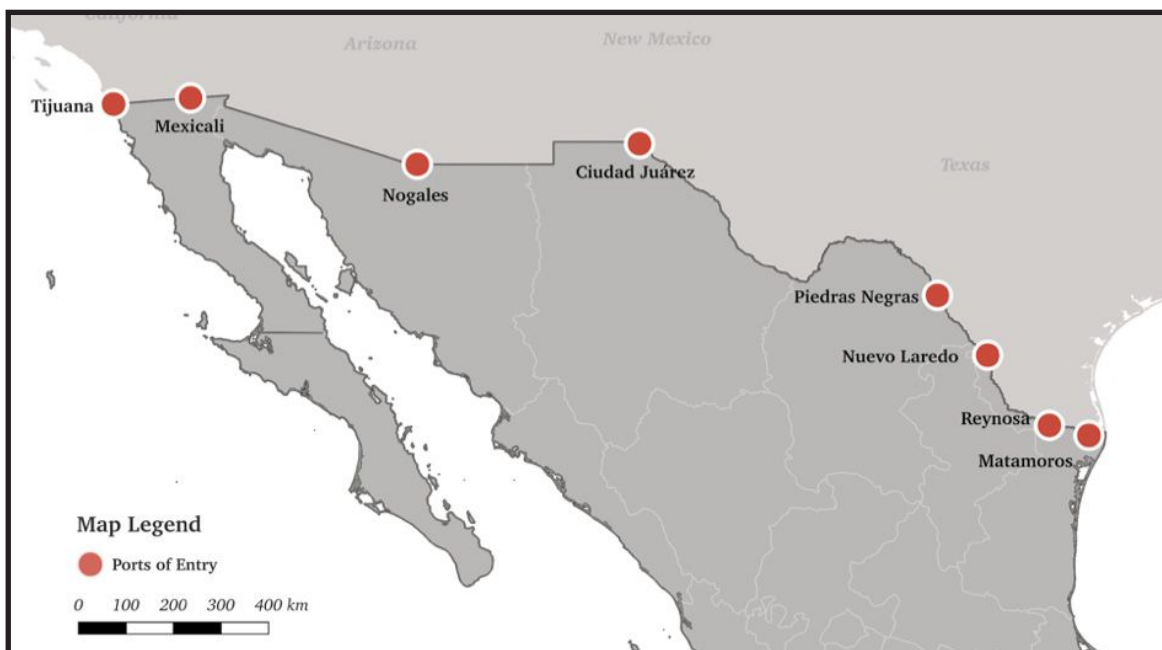 California
Arizona
New Mexico
Tijuana
Mexicali
Nogales
Ciudad Juárez
Texas
Piedras Negras
Nuevo Laredo
Reynosa
Matamoros
Map Legend
Ports of Entry
0 100 200 300 400 km